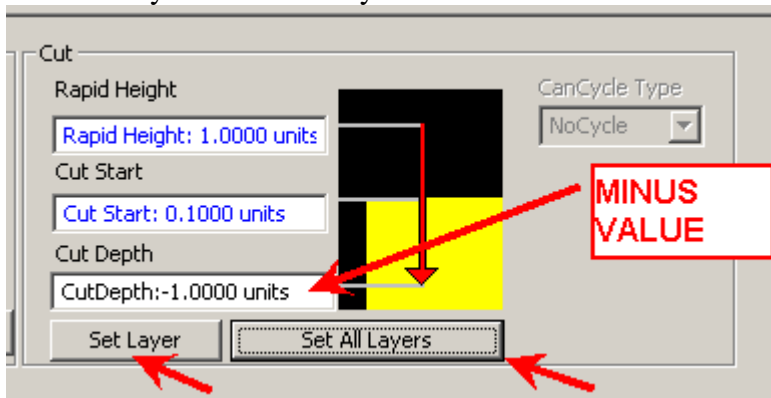 Cut
Rapid Height
CanCycle Type
Rapid Height: 1.0000 units
NoCycle
Cut Start
Cut Start: 0.1000 units
MINUS
VALUE
Cut Depth
CutDepth:-1.0000 units
Set Layer
Set All Layers